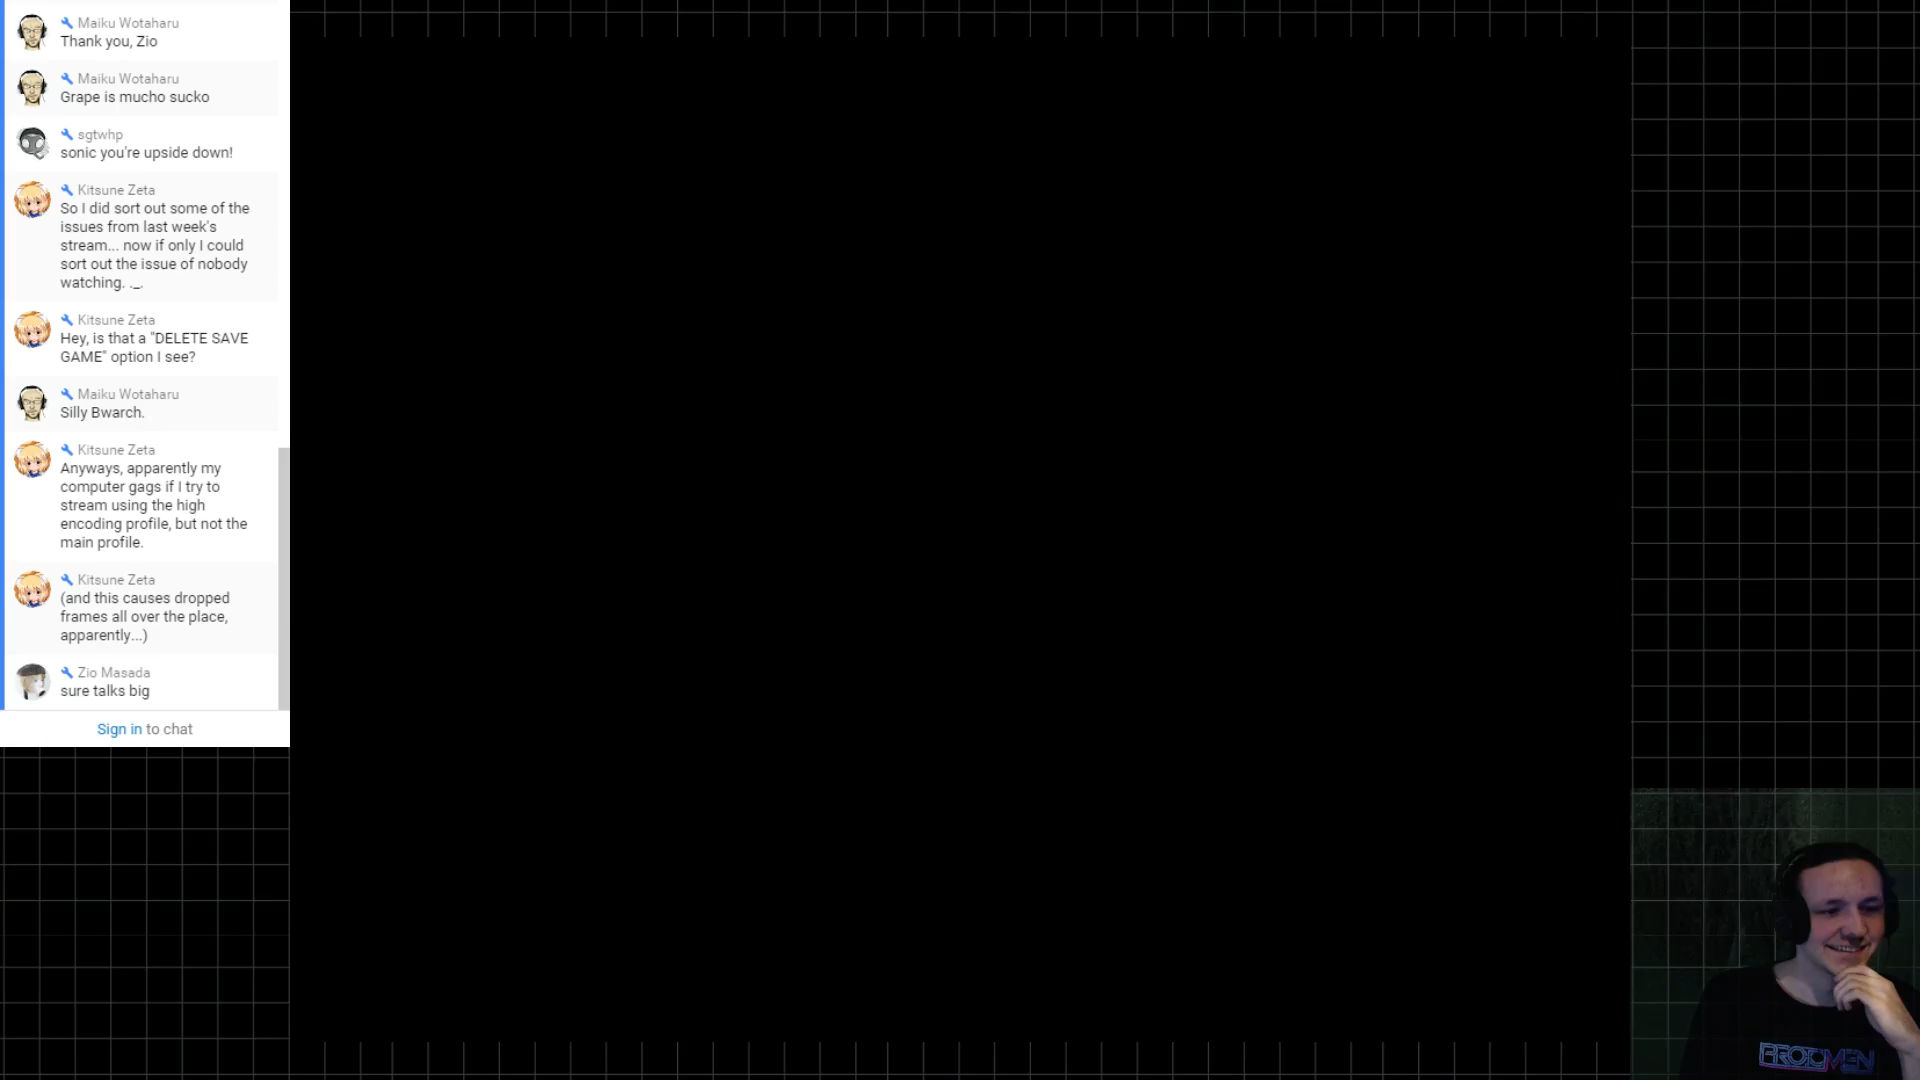 Maiku Wotaharu
Thank you, Zio
Maiku Wotaharu
Grape is mucho sucko
sgtwhp
sonic you're upside down!
Kitsune Zeta
So I did sort out some of the
issues from last week's
stream... now if only I could
sort out the issue of nobody
watching. ._.
Kitsune Zeta
Hey, is that a "DELETE SAVE
GAME" option I see?
Maiku Wotaharu
Silly Bwarch.
Kitsune Zeta
Anyways, apparently my
computer gags if I try to
stream using the high
encoding profile, but not the
main profile.
Kitsune Zeta
(and this causes dropped
frames all over the place,
apparently...)
Zio Masada
sure talks big
Sign in to chat